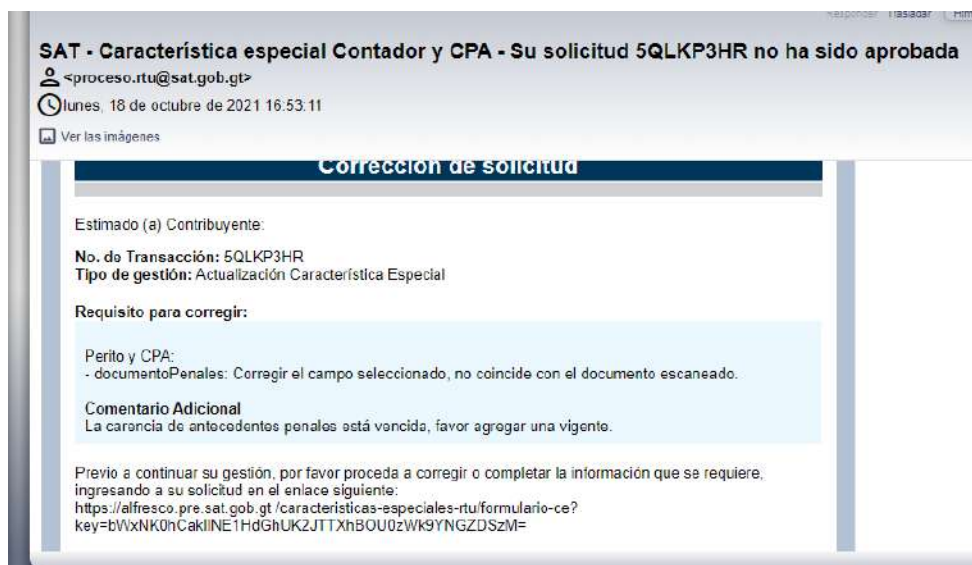 Responder Trasladar
SAT - Característica especial Contador y CPA - Su solicitud 5QLKP3HR no ha sido aprobada
<proceso.rtu@sat.gob.gt>
lunes, 18 de octubre de 2021 16:53:11
Ver las imágenes
Corrección de solicitud
Estimado (a) Contribuyente:
No. de Transacción: 5QLKP3HR
Tipo de gestión: Actualización Característica Especial
Requisito para corregir:
Perito y CPA:
- documentoPenales: Corregir el campo seleccionado, no coincide con el documento escaneado.
Comentario Adicional
La carencia de antecedentes penales está vencida, favor agregar una vigente.
Previo a continuar su gestión, por favor proceda a corregir o completar la información que se requiere,
ingresando a su solicitud en el enlace siguiente:
https://alfresco.pre.sat.gob.gt /caracteristicas-especiales-rtu/formulario-ce?